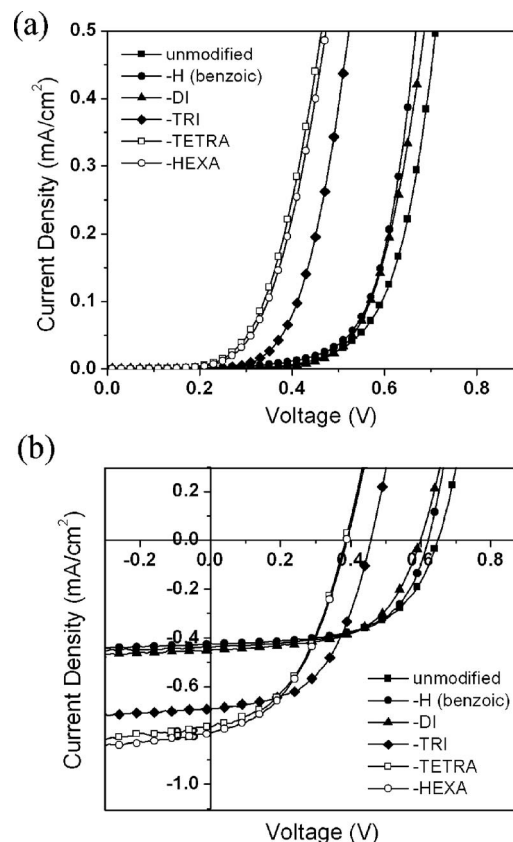 (a)
0.5
0.4
0.3
0.2
0.1
0.0
0.0 0.2 0.4 0.6 0.8
Current Density (mA/cm²)
Voltage (V)
unmodified
-H (benzoic)
-DI
-TRI
-TETRA
-HEXA
(b)
0.2
0.0
-0.2
-0.4
-0.6
-0.8
-1.0
-0.2 0.2 0.4 0.6 0.8
Current Density (mA/cm²)
Voltage (V)
unmodified
-H (benzoic)
-DI
-TRI
-TETRA
-HEXA